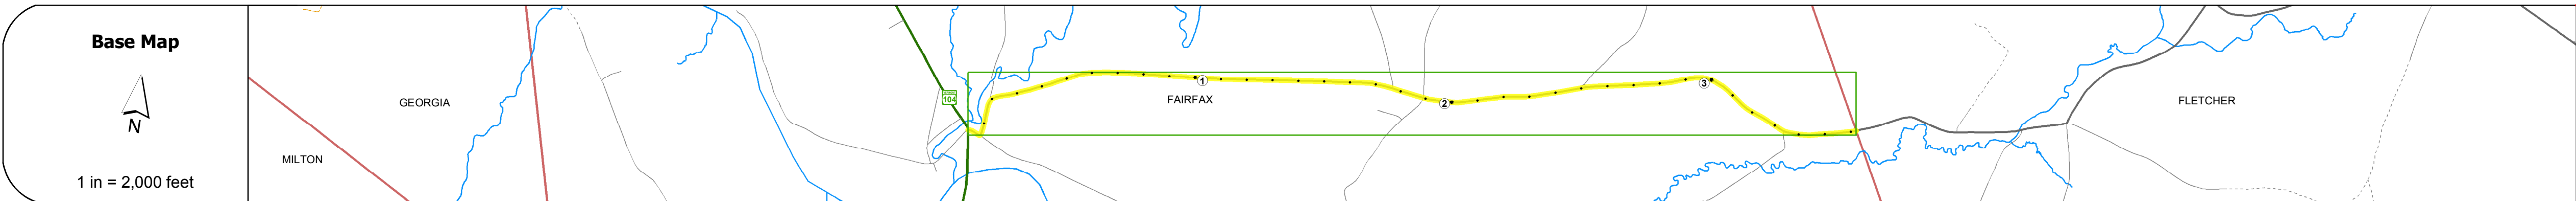 Base Map
N
1 in = 2,000 feet
MILTON
GEORGIA
104
FAIRFAX
1
2
3
FLETCHER